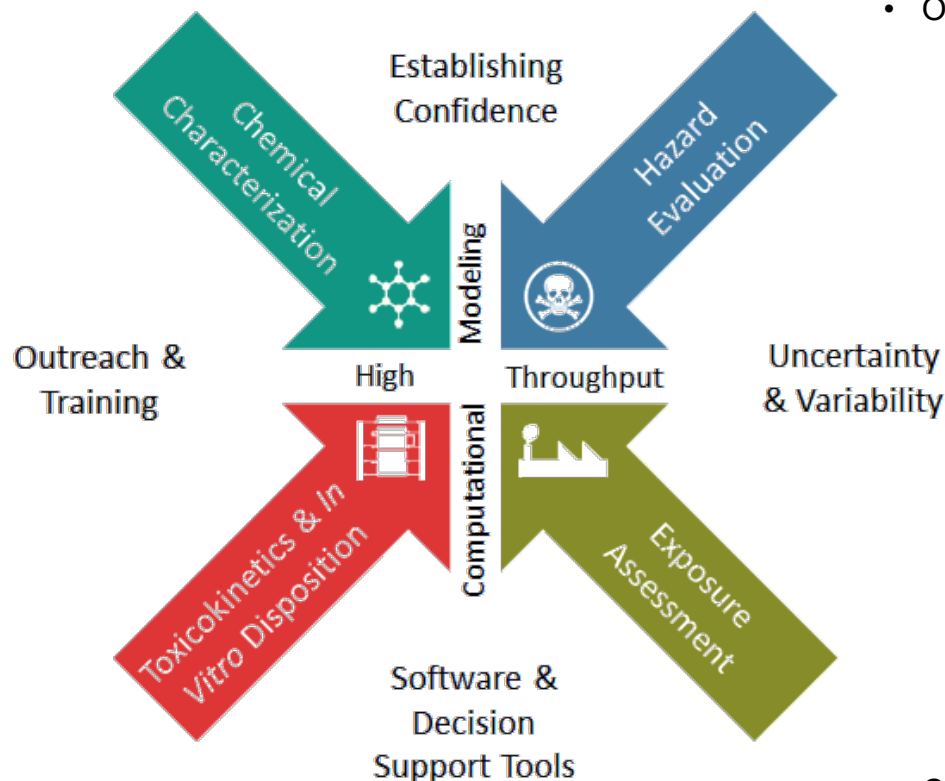 • O
Establishing
Confidence
Chemical
Characterization
Hazard
Evaluation
Modeling
Outreach &
Training
High Throughput
Uncertainty
& Variability
Computational
Toxicokinetics & In
Vitro Disposition
Exposure
Assessment
Software &
Decision
Support Tools